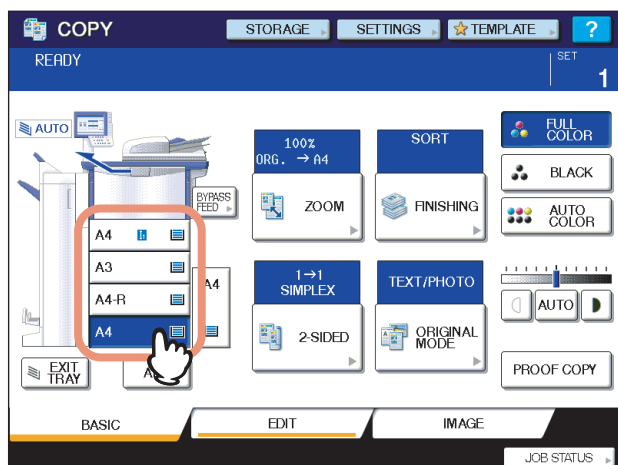 COPY
STORAGE
SETTINGS
TEMPLATE
?
READY
SET
1
AUTO
100%
ORG. → A4
ZOOM
SORT
FINISHING
FULL
COLOR
BLACK
AUTO
COLOR
BYPASS
FEED
A4
A3
A4-R
A4
A4
1→1
SIMPLEX
2-SIDED
TEXT/PHOTO
ORIGINAL
MODE
AUTO
EXIT
TRAY
PROOF COPY
BASIC
EDIT
IMAGE
JOB STATUS